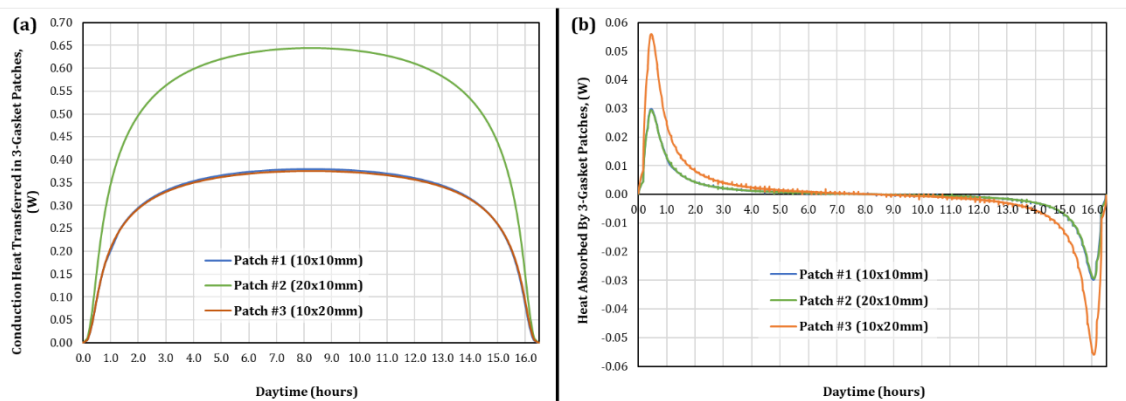 (a)
Conduction Heat Transferred in 3-Gasket Patches,
(W)
0.70
0.65
0.60
0.55
0.50
0.45
0.40
0.35
0.30
0.25
0.20
0.15
0.10
0.05
0.00
Patch #1 (10x10mm)
Patch #2 (20x10mm)
Patch #3 (10x20mm)
0.0 1.0 2.0 3.0 4.0 5.0 6.0 7.0 8.0 9.0 10.0 11.0 12.0 13.0 14.0 15.0 16.0
Daytime (hours)
(b)
Heat Absorbed By 3-Gasket Patches, (W)
0.06
0.05
0.04
0.03
0.02
0.01
0.00
-0.01
-0.02
-0.03
-0.04
-0.05
-0.06
0.0 1.0 2.0 3.0 4.0 5.0 6.0 7.0 8.0 9.0 10.0 11.0 12.0 13.0 14.0 15.0 16.0
Patch #1 (10x10mm)
Patch #2 (20x10mm)
Patch #3 (10x20mm)
Daytime (hours)